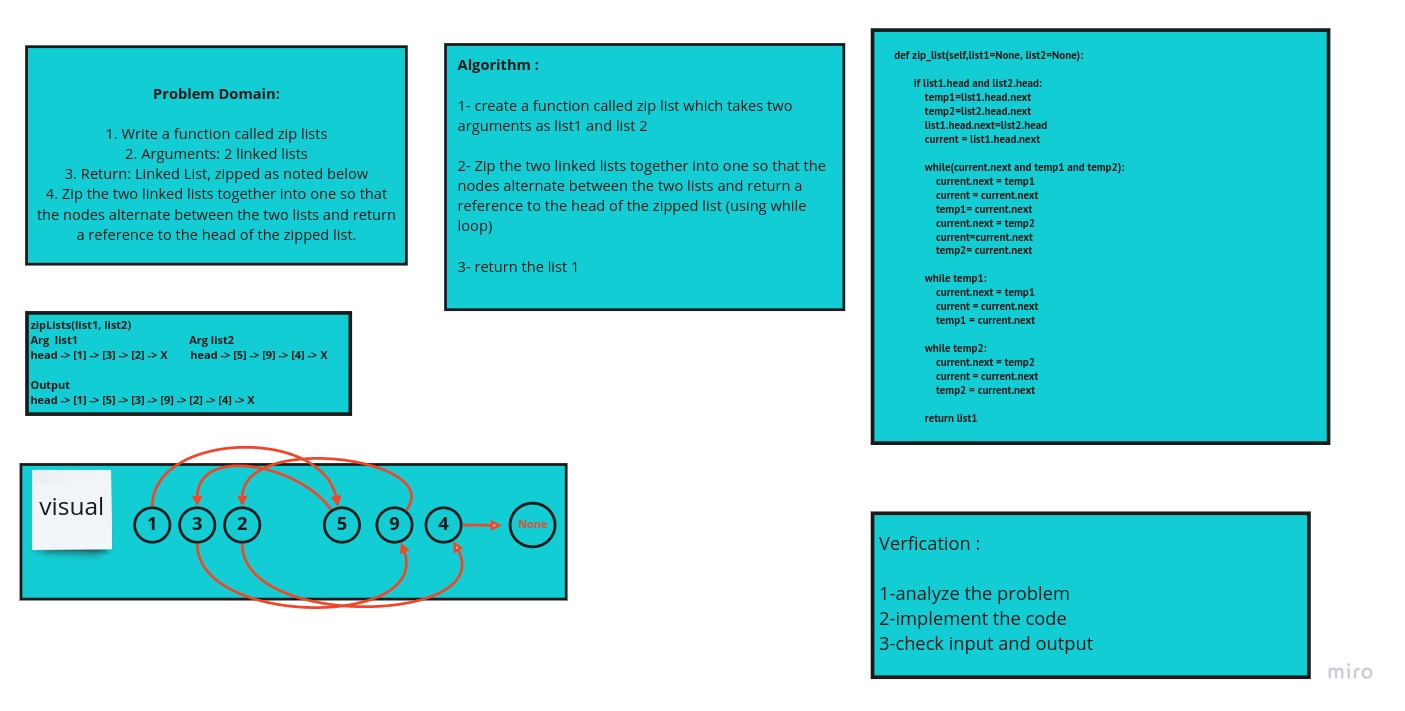 Problem Domain:
1. Write a function called zip lists
2. Arguments: 2 linked lists
3. Return: Linked List, zipped as noted below
4. Zip the two linked lists together into one so that
the nodes alternate between the two lists and return
a reference to the head of the zipped list.
Algorithm :
1- create a function called zip list which takes two
arguments as list1 and list 2
2- Zip the two linked lists together into one so that the
nodes alternate between the two lists and return a
reference to the head of the zipped list (using while
loop)
3- return the list 1
def zip_list(self,list1=None, list2=None):
if list1.head and list2.head:
temp1=list1.head.next
temp2=list2.head.next
list1.head.next=list2.head
current = list1.head.next
while(current.next and temp1 and temp2):
current.next = temp1
current = current.next
temp1= current.next
current.next = temp2
current=current.next
temp2= current.next
while temp1:
current.next = temp1
current = current.next
temp1 = current.next
while temp2:
current.next = temp2
current = current.next
temp2 = current.next
return list1
zipLists(list1, list2)
Arg list1 Arg list2
head -> [1] -> [3] -> [2] -> X head -> [5] -> [9] -> [4] -> X
Output
head -> [1] -> [5] -> [3] -> [9] -> [2] -> [4] -> X
visual
1 3 2 5 9 4 None
Verfication :
1-analyze the problem
2-implement the code
3-check input and output
miro